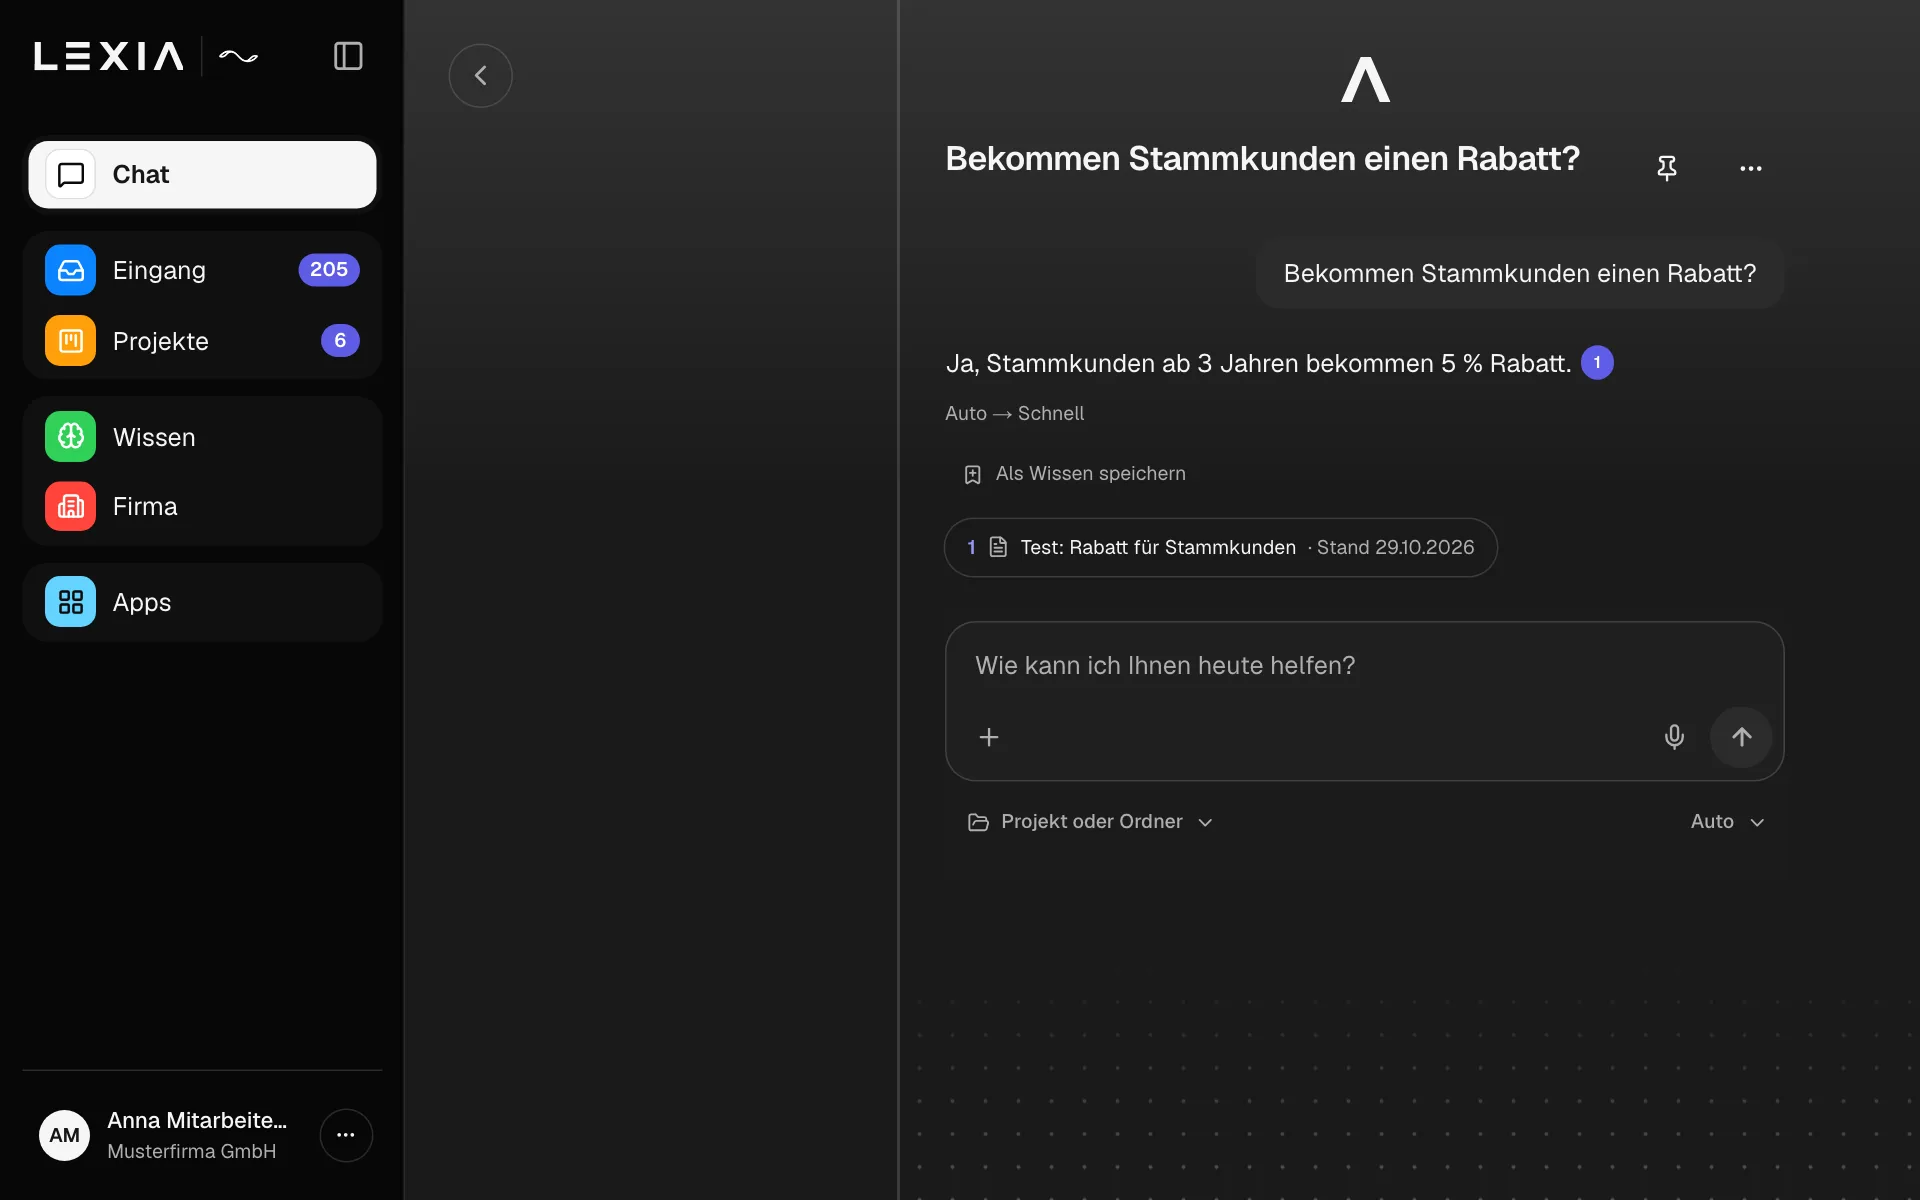 LEXIA
Chat
Eingang 205
Projekte 6
Wissen
Firma
Apps
AM
Anna Mitarbeite...
Musterfirma GmbH
Bekommen Stammkunden einen Rabatt?
Bekommen Stammkunden einen Rabatt?
Ja, Stammkunden ab 3 Jahren bekommen 5 % Rabatt. 1
Auto → Schnell
Als Wissen speichern
1 Test: Rabatt für Stammkunden · Stand 29.10.2026
Wie kann ich Ihnen heute helfen?
Projekt oder Ordner
Auto